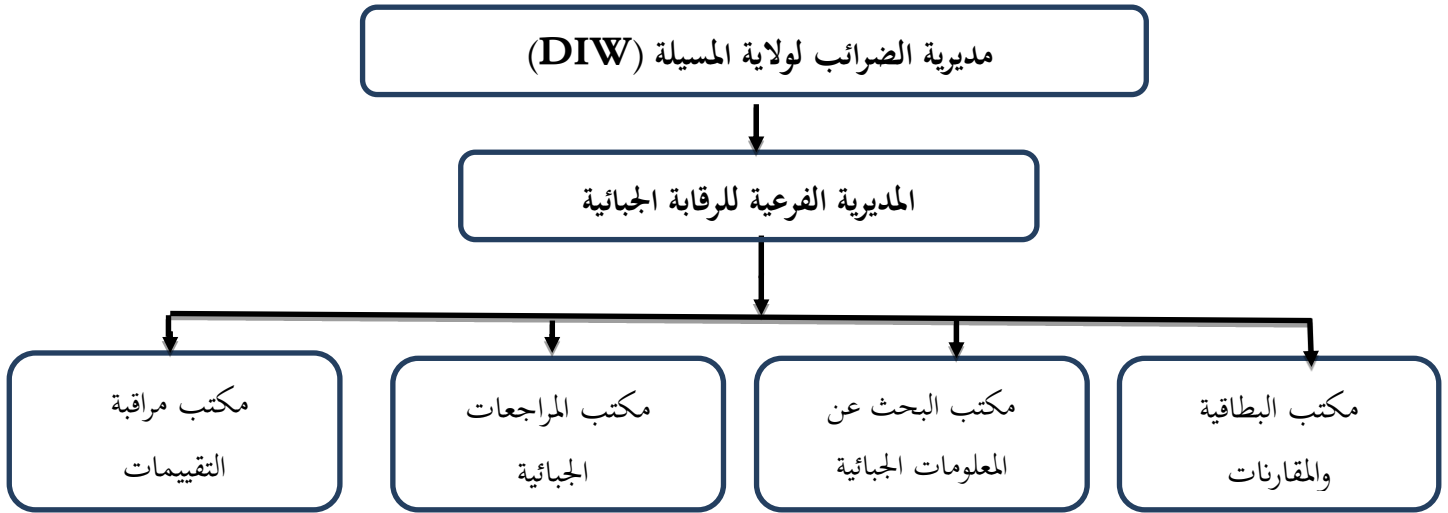 مديرية الضرائب لولاية المسيلة (DIW)
المديرية الفرعية للرقابة الجبائية
مكتب البطاقية
والمقارنات
مكتب البحث عن
المعلومات الجبائية
مكتب المراجعات
الجبائية
مكتب مراقبة
التقييمات